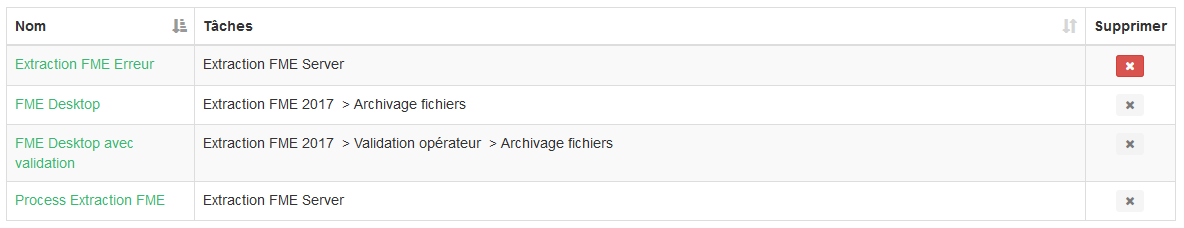 Nom Tâches Supprimer
Extraction FME Erreur Extraction FME Server
FME Desktop Extraction FME 2017 > Archivage fichiers
FME Desktop avec Extraction FME 2017 > Validation opérateur > Archivage fichiers
validation
Process Extraction FME Extraction FME Server